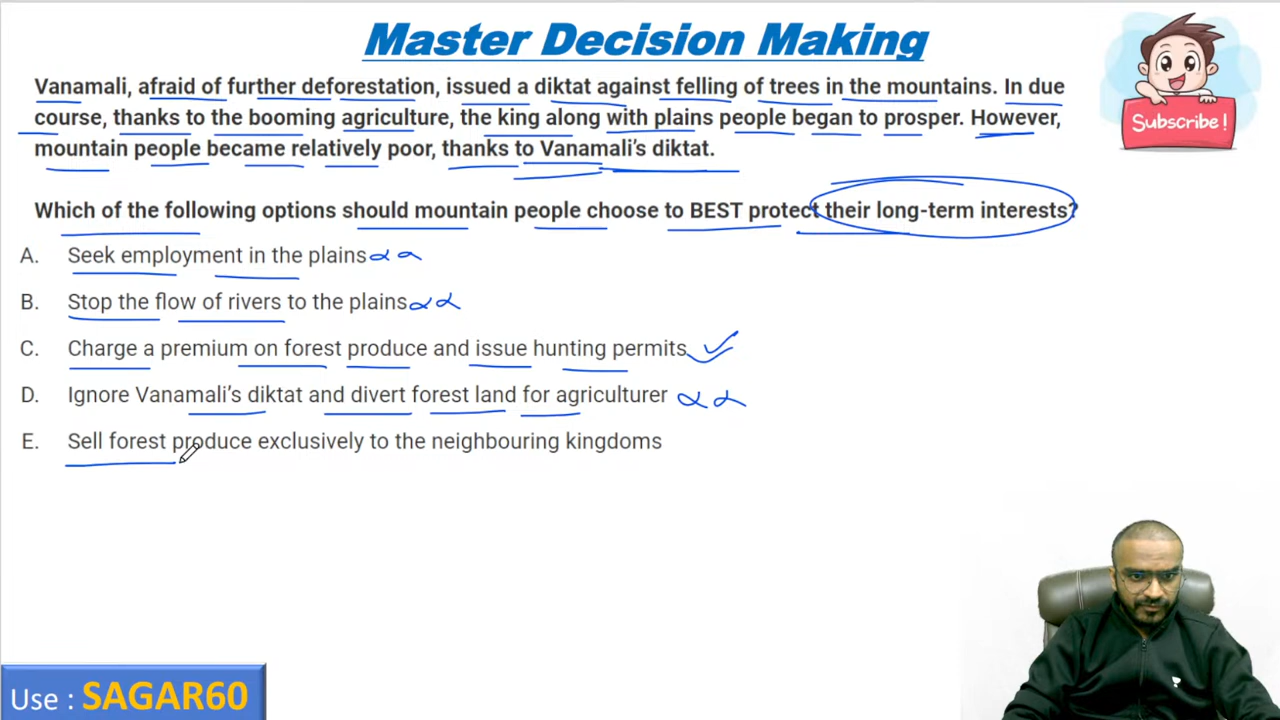 Master Decision Making
Vanamali, afraid of further deforestation, issued a diktat against felling of trees in the mountains. In due
course, thanks to the booming agriculture, the king along with plains people began to prosper. However,
mountain people became relatively poor, thanks to Vanamali's diktat.
Which of the following options should mountain people choose to BEST protect their long-term interests?
A. Seek employment in the plains
B. Stop the flow of rivers to the plains
C. Charge a premium on forest produce and issue hunting permits
D. Ignore Vanamali's diktat and divert forest land for agriculturer
E. Sell forest produce exclusively to the neighbouring kingdoms
Subscribe!
Use : SAGAR60